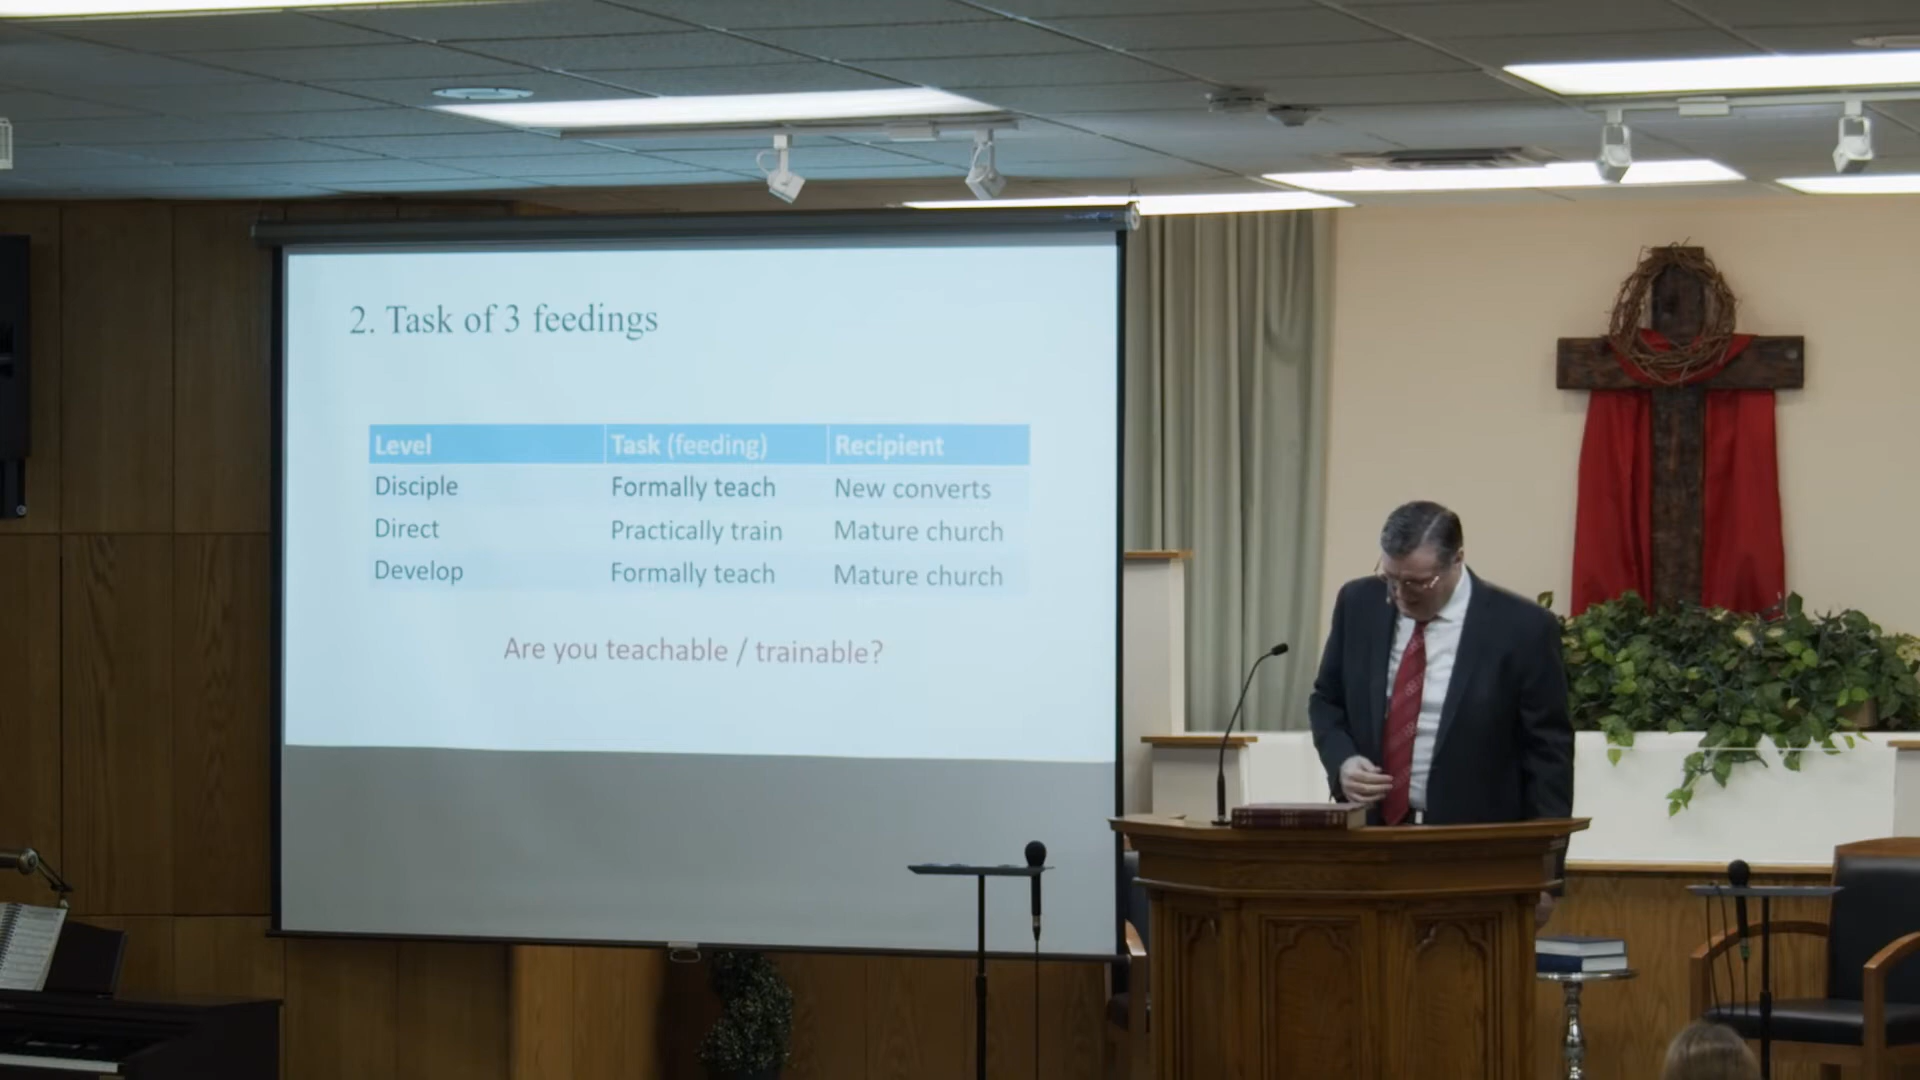 2. Task of 3 feedings
Level Task (feeding) Recipient
Disciple Formally teach New converts
Direct Practically train Mature church
Develop Formally teach Mature church
Are you teachable / trainable?